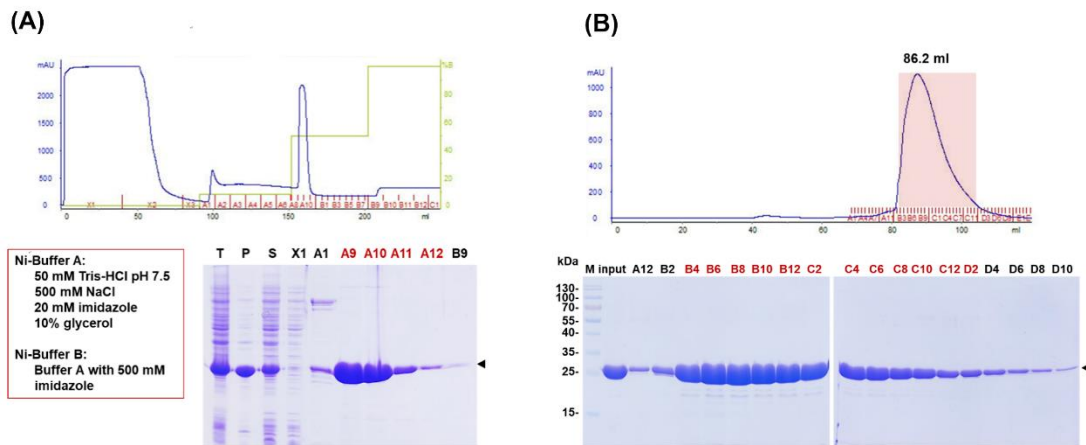 (A)
mAU
%B
2000
1500
1000
500
0
100
80
60
40
20
0
X1 X2 X3 A1 A2 A3 A4 A5 A6 A8 A10 B1 B3 B5 B7 B9 B10 B11 B12 C1
0 50 100 150 200 ml
Ni-Buffer A:
50 mM Tris-HCl pH 7.5
500 mM NaCl
20 mM imidazole
10% glycerol
Ni-Buffer B:
Buffer A with 500 mM
imidazole
T P S X1 A1 A9 A10 A11 A12 B9
(B)
86.2 ml
mAU
1000
800
600
400
200
0
0 20 40 60 80 100 ml
kDa
M input A12 B2 B4 B6 B8 B10 B12 C2 C4 C6 C8 C10 C12 D2 D4 D6 D8 D10
130-
100-
70-
55-
40-
35-
25-
15-